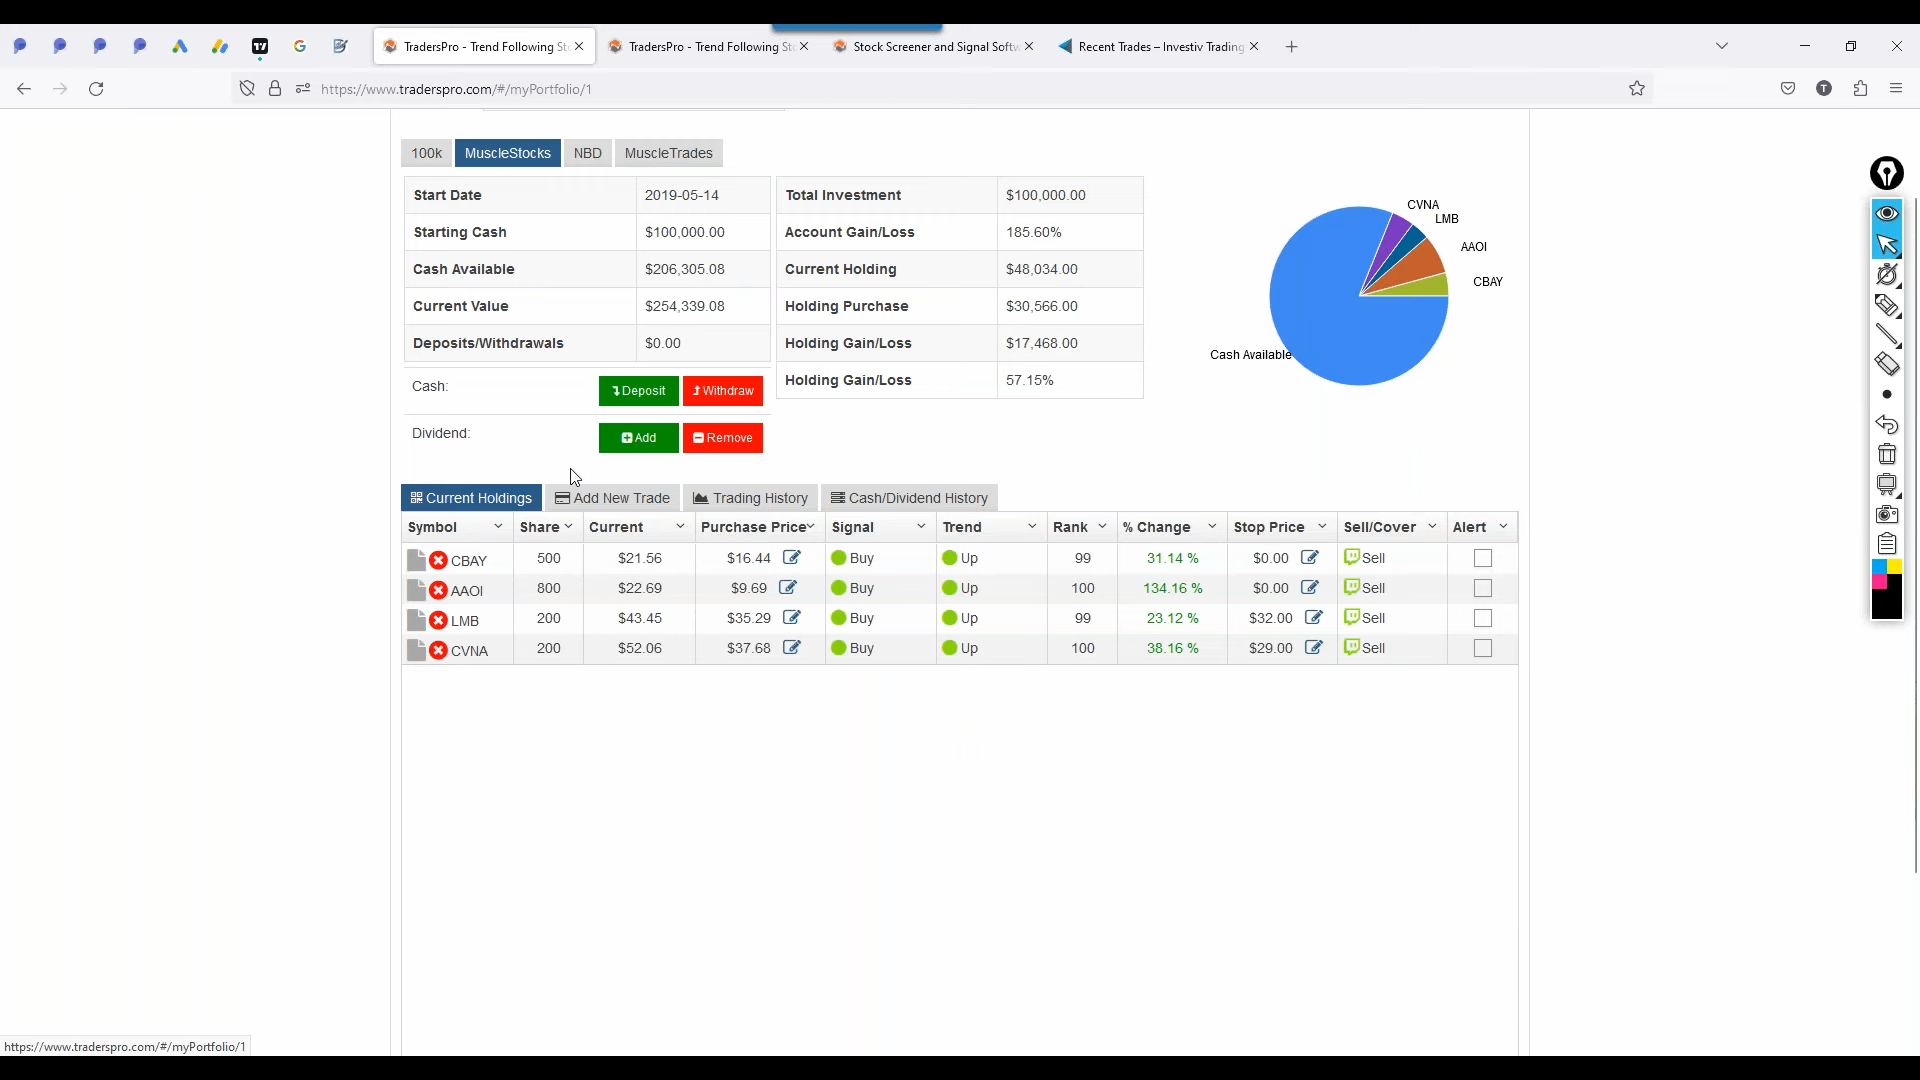 TradersPro - Trend Following St
TradersPro - Trend Following St
Stock Screener and Signal Softw
Recent Trades – Investiv Trading
https://www.traderspro.com/#/myPortfolio/1
100k MuscleStocks NBD MuscleTrades
Start Date 2019-05-14 Total Investment $100,000.00
Starting Cash $100,000.00 Account Gain/Loss 185.60%
Cash Available $206,305.08 Current Holding $48,034.00
Current Value $254,339.08 Holding Purchase $30,566.00
Deposits/Withdrawals $0.00 Holding Gain/Loss $17,468.00
Holding Gain/Loss 57.15%
Cash: Deposit Withdraw
Dividend: Add Remove
CVNA
LMB
AAOI
CBAY
Cash Available
Current Holdings Add New Trade Trading History Cash/Dividend History
Symbol Share Current Purchase Price Signal Trend Rank % Change Stop Price Sell/Cover Alert
CBAY 500 $21.56 $16.44 Buy Up 99 31.14 % $0.00 Sell
AAOI 800 $22.69 $9.69 Buy Up 100 134.16 % $0.00 Sell
LMB 200 $43.45 $35.29 Buy Up 99 23.12 % $32.00 Sell
CVNA 200 $52.06 $37.68 Buy Up 100 38.16 % $29.00 Sell
https://www.traderspro.com/#/myPortfolio/1